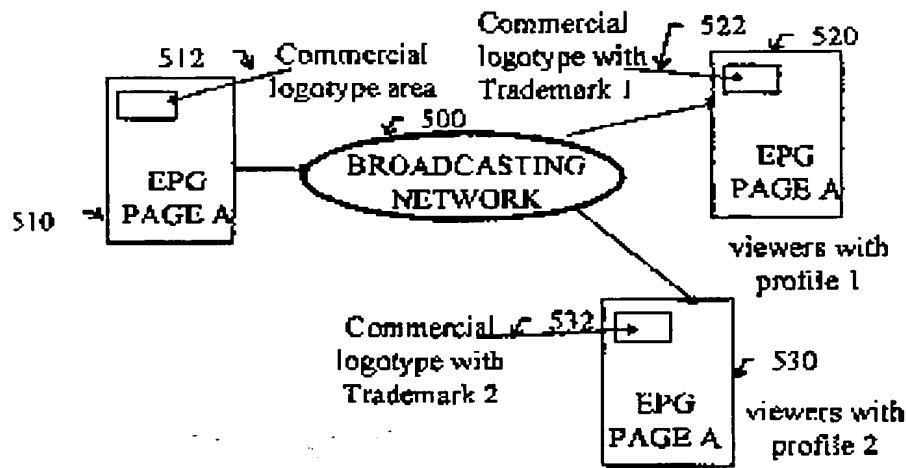 512
Commercial
logotype area
Commercial
logotype with
Trademark 1
522
520
500
BROADCASTING
NETWORK
EPG
PAGE A
510
EPG
PAGE A
viewers with
profile 1
Commercial
logotype with
Trademark 2
532
530
EPG
PAGE A
viewers with
profile 2